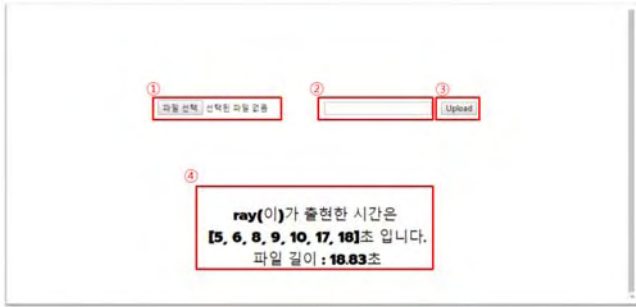 ① ② ③
파일 선택 선택된 파일 없음 Upload
④
ray(이)가 출현한 시간은
[5, 6, 8, 9, 10, 17, 18]초 입니다.
파일 길이 : 18.83초